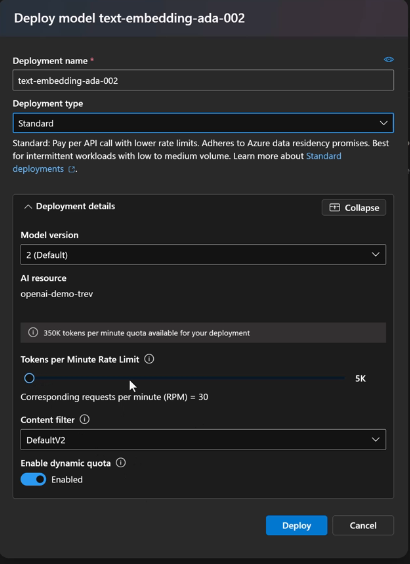 Deploy model text-embedding-ada-002
Deployment name *
text-embedding-ada-002
Deployment type
Standard
Standard: Pay per API call with lower rate limits. Adheres to Azure data residency promises. Best
for intermittent workloads with low to medium volume. Learn more about Standard
deployments.
Deployment details
Collapse
Model version
2 (Default)
AI resource
openai-demo-trev
350K tokens per minute quota available for your deployment
Tokens per Minute Rate Limit
5K
Corresponding requests per minute (RPM) = 30
Content filter
DefaultV2
Enable dynamic quota
Enabled
Deploy
Cancel